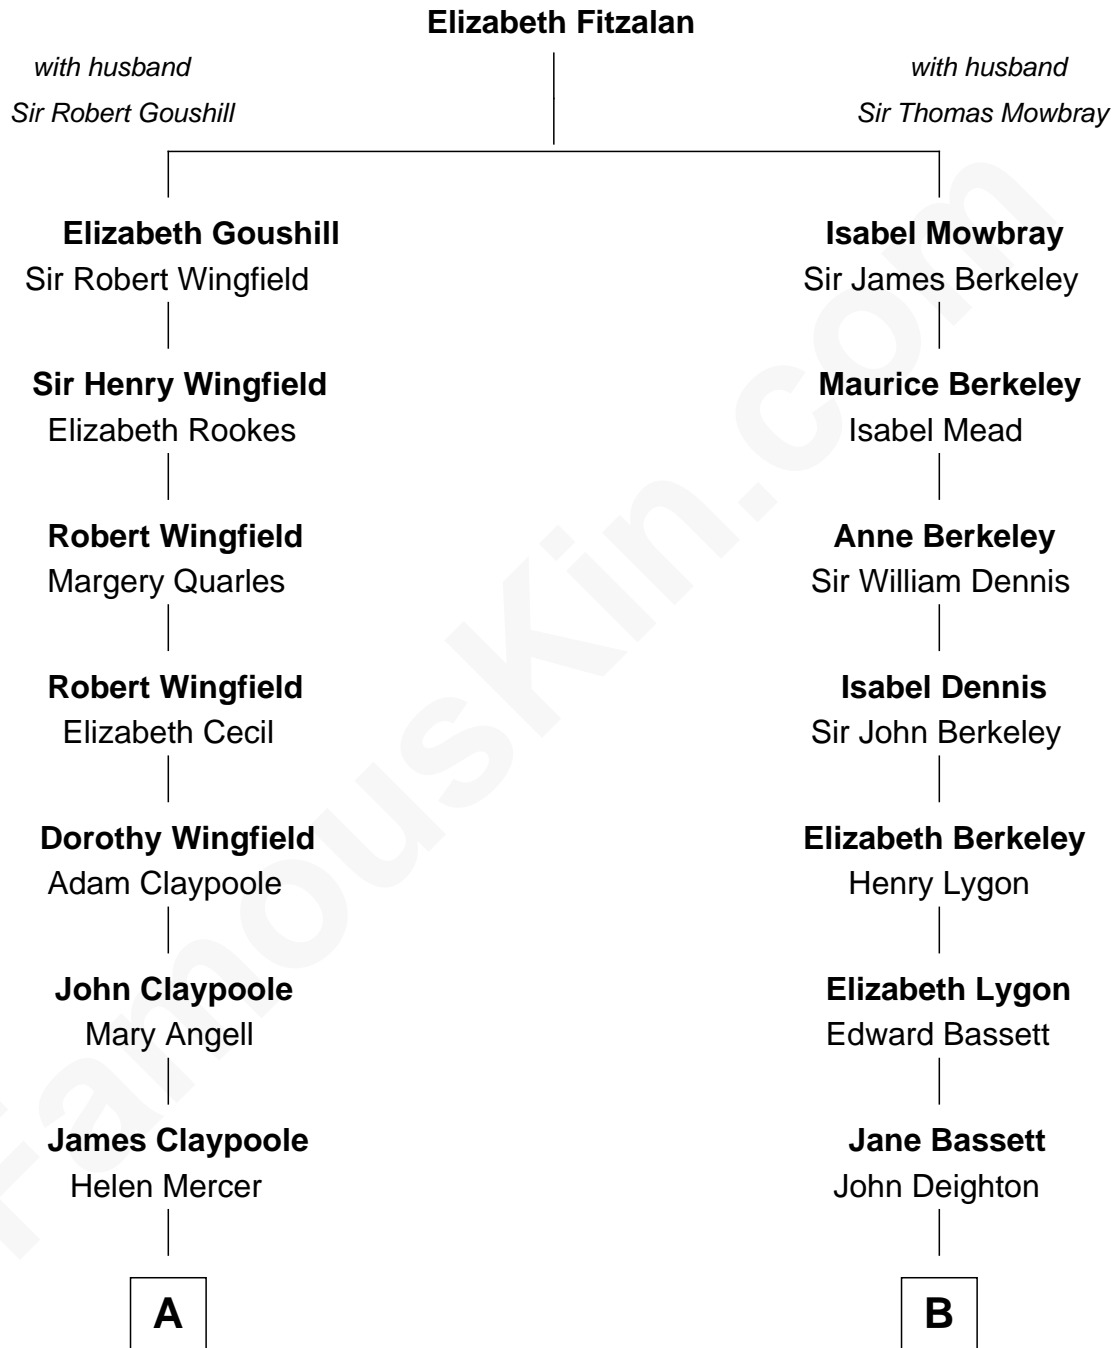 Elizabeth Fitzalan
with husband
Sir Robert Goushill
with husband
Sir Thomas Mowbray
Elizabeth Goushill
Sir Robert Wingfield
Isabel Mowbray
Sir James Berkeley
Sir Henry Wingfield
Elizabeth Rookes
Maurice Berkeley
Isabel Mead
Robert Wingfield
Margery Quarles
Anne Berkeley
Sir William Dennis
Robert Wingfield
Elizabeth Cecil
Isabel Dennis
Sir John Berkeley
Dorothy Wingfield
Adam Claypoole
Elizabeth Berkeley
Henry Lygon
John Claypoole
Mary Angell
Elizabeth Lygon
Edward Bassett
James Claypoole
Helen Mercer
Jane Bassett
John Deighton
A
B
FamousKin.com